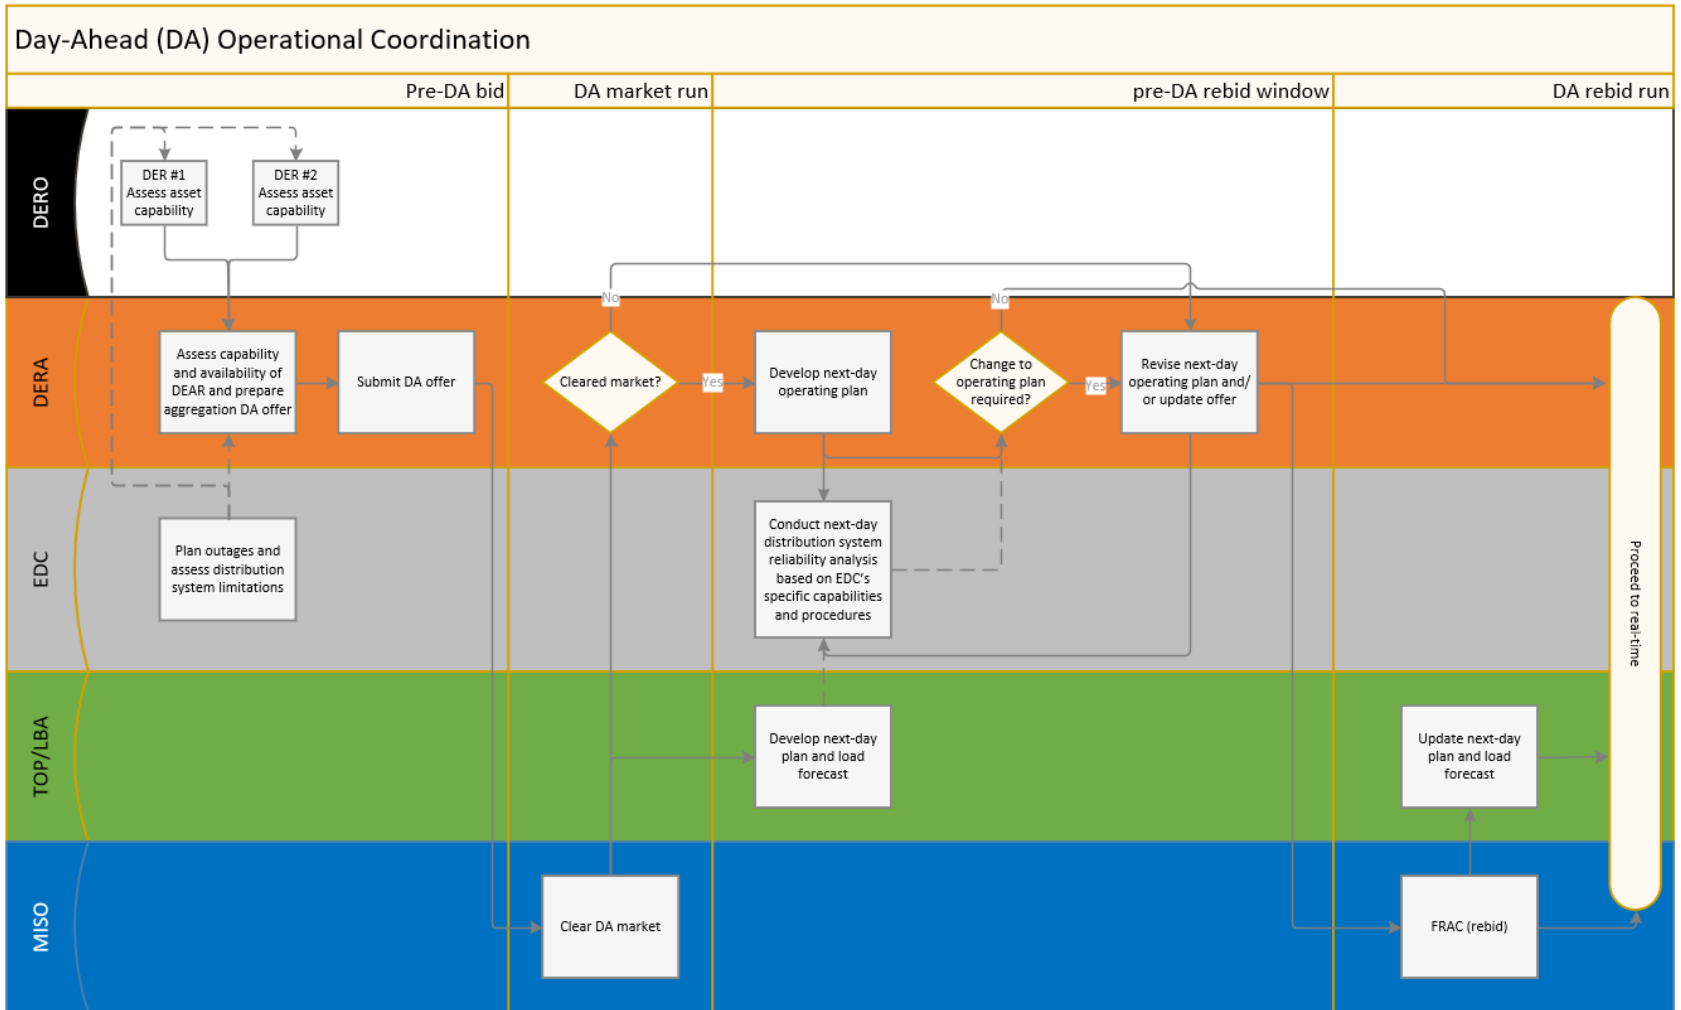 Day-Ahead (DA) Operational Coordination
Pre-DA bid
DA market run
pre-DA rebid window
DA rebid run
DERO
DER #1
Assess asset
capability
DER #2
Assess asset
capability
No
No
DERA
Assess capability
and availability of
DEAR and prepare
aggregation DA offer
Submit DA offer
Cleared market?
Yes
Develop next-day
operating plan
Change to
operating plan
required?
Yes
Revise next-day
operating plan and/
or update offer
EDC
Plan outages and
assess distribution
system limitations
Conduct next-day
distribution system
reliability analysis
based on EDC's
specific capabilities
and procedures
Proceed to real-time
TOP/LBA
Develop next-day
plan and load
forecast
Update next-day
plan and load
forecast
MISO
Clear DA market
FRAC (rebid)